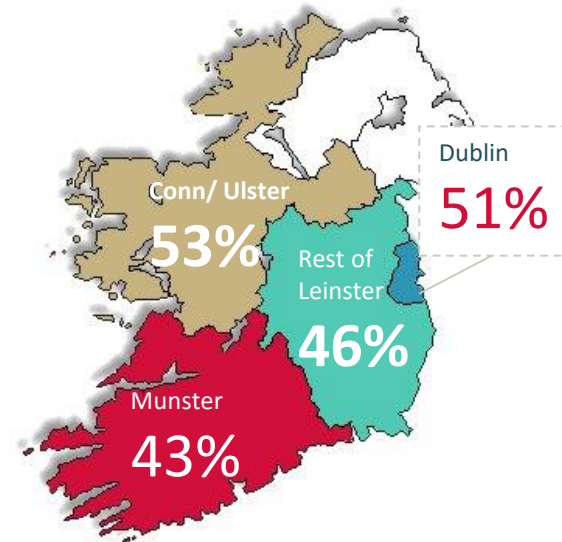 Dublin
51%
Conn/ Ulster
53%
Rest of
Leinster
46%
Munster
43%